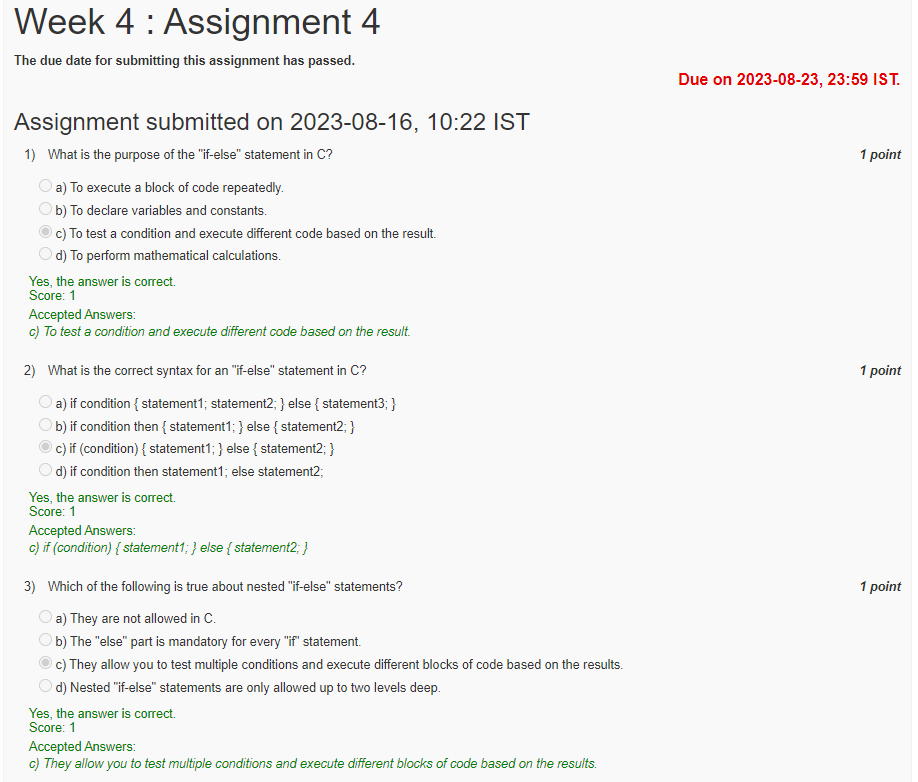 Week 4 : Assignment 4
The due date for submitting this assignment has passed.
Due on 2023-08-23, 23:59 IST.
Assignment submitted on 2023-08-16, 10:22 IST
1) What is the purpose of the "if-else" statement in C? 1 point
a) To execute a block of code repeatedly.
b) To declare variables and constants.
c) To test a condition and execute different code based on the result.
d) To perform mathematical calculations.
Yes, the answer is correct.
Score: 1
Accepted Answers:
c) To test a condition and execute different code based on the result.
2) What is the correct syntax for an "if-else" statement in C? 1 point
a) if condition { statement1; statement2; } else { statement3; }
b) if condition then { statement1; } else { statement2; }
c) if (condition) { statement1; } else { statement2; }
d) if condition then statement1; else statement2;
Yes, the answer is correct.
Score: 1
Accepted Answers:
c) if (condition) { statement1; } else { statement2; }
3) Which of the following is true about nested "if-else" statements? 1 point
a) They are not allowed in C.
b) The "else" part is mandatory for every "if" statement.
c) They allow you to test multiple conditions and execute different blocks of code based on the results.
d) Nested "if-else" statements are only allowed up to two levels deep.
Yes, the answer is correct.
Score: 1
Accepted Answers:
c) They allow you to test multiple conditions and execute different blocks of code based on the results.